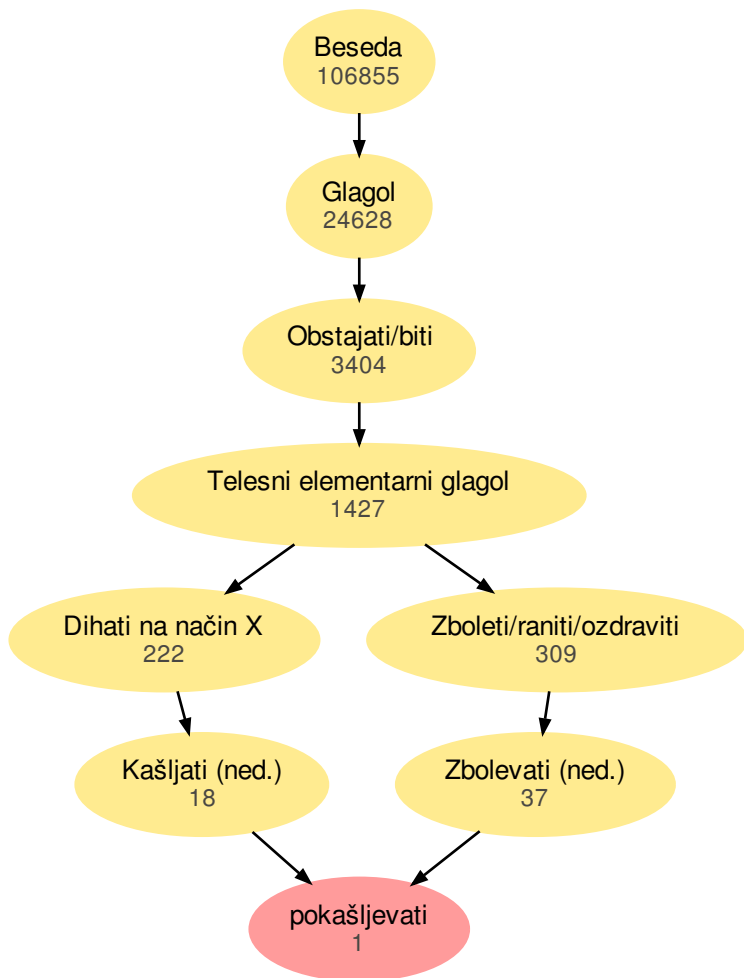 Beseda
106855
Glagol
24628
Obstajati/biti
3404
Telesni elementarni glagol
1427
Dihati na način X
222
Zboleti/raniti/ozdraviti
309
Kašljati (ned.)
18
Zbolevati (ned.)
37
pokašljevati
1